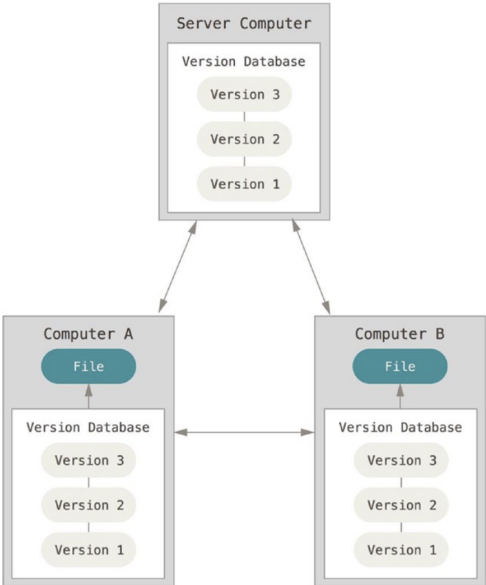 Server Computer
Version Database
Version 3
Version 2
Version 1
Computer A
File
Version Database
Version 3
Version 2
Version 1
Computer B
File
Version Database
Version 3
Version 2
Version 1